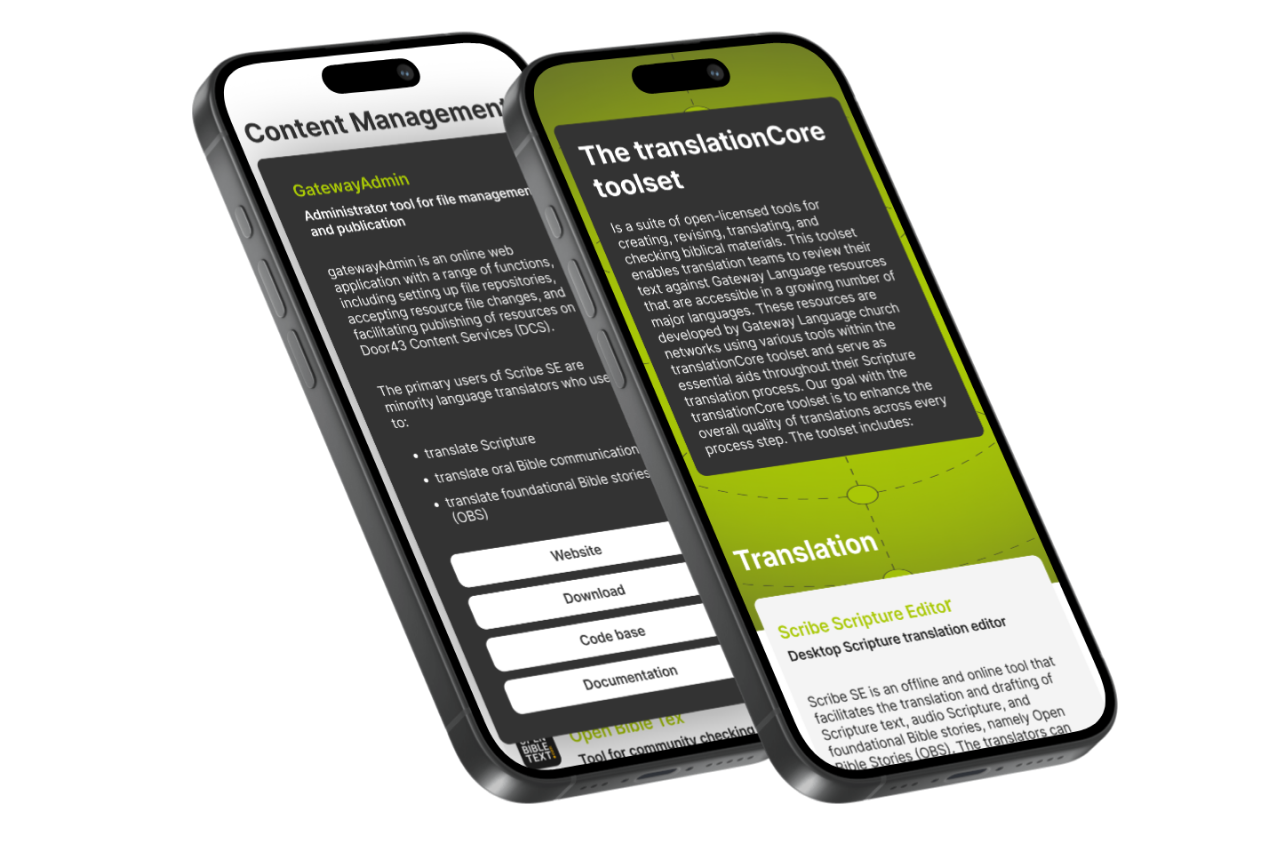 Content Management
GatewayAdmin
Administrator tool for file management
and publication
gatewayAdmin is an online web
application with a range of functions,
including setting up file repositories,
accepting resource file changes, and
facilitating publishing of resources on
Door43 Content Services (DCS).
The primary users of Scribe SE are
minority language translators who use
to:
• translate Scripture
• translate oral Bible communication
• translate foundational Bible stories
(OBS)
Website
Download
Code base
Documentation
OPEN
BIBLE
TEXT!
Open Bible Tex
Tool for community checking
The translationCore
toolset
Is a suite of open-licensed tools for
creating, revising, translating, and
checking biblical materials. This toolset
enables translation teams to review their
text against Gateway Language resources
that are accessible in a growing number of
major languages. These resources are
developed by Gateway Language church
networks using various tools within the
translationCore toolset and serve as
essential aids throughout their Scripture
translation process. Our goal with the
translationCore toolset is to enhance the
overall quality of translations across every
process step. The toolset includes:
Translation
Scribe Scripture Editor
Desktop Scripture translation editor
Scribe SE is an offline and online tool that
facilitates the translation and drafting of
Scripture text, audio Scripture, and
foundational Bible stories, namely Open
Bible Stories (OBS). The translators can